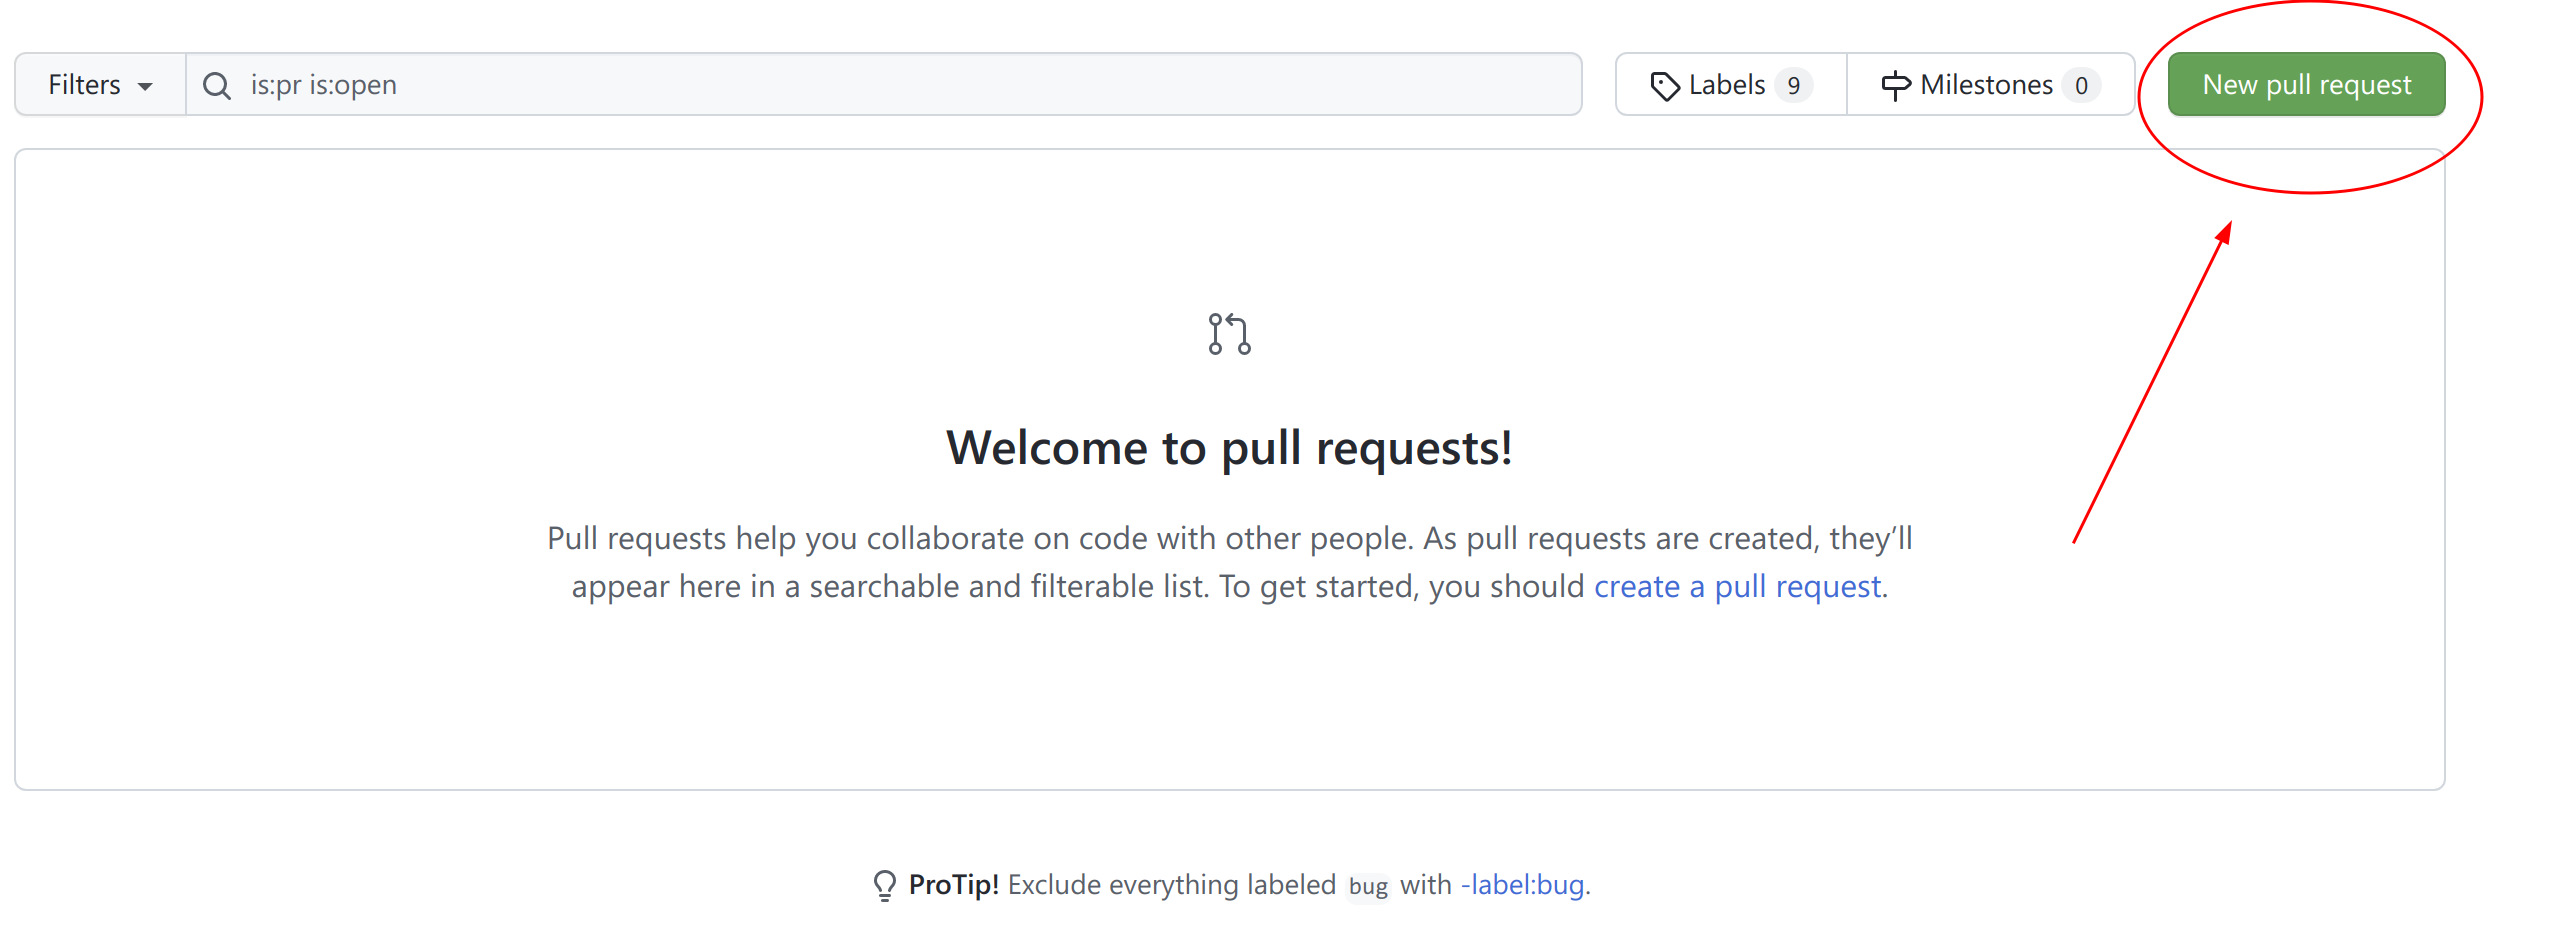 Filters
is:pr is:open
Labels 9
Milestones 0
New pull request
Welcome to pull requests!
Pull requests help you collaborate on code with other people. As pull requests are created, they’ll
appear here in a searchable and filterable list. To get started, you should create a pull request.
ProTip! Exclude everything labeled bug with -label:bug.